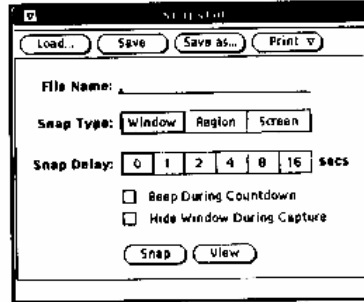 Load... Save Save as... Print
File Name:
Snap Type: Window Region Screen
Snap Delay: 0 1 2 4 8 16 secs
Beep During Countdown
Hide Window During Capture
Snap View